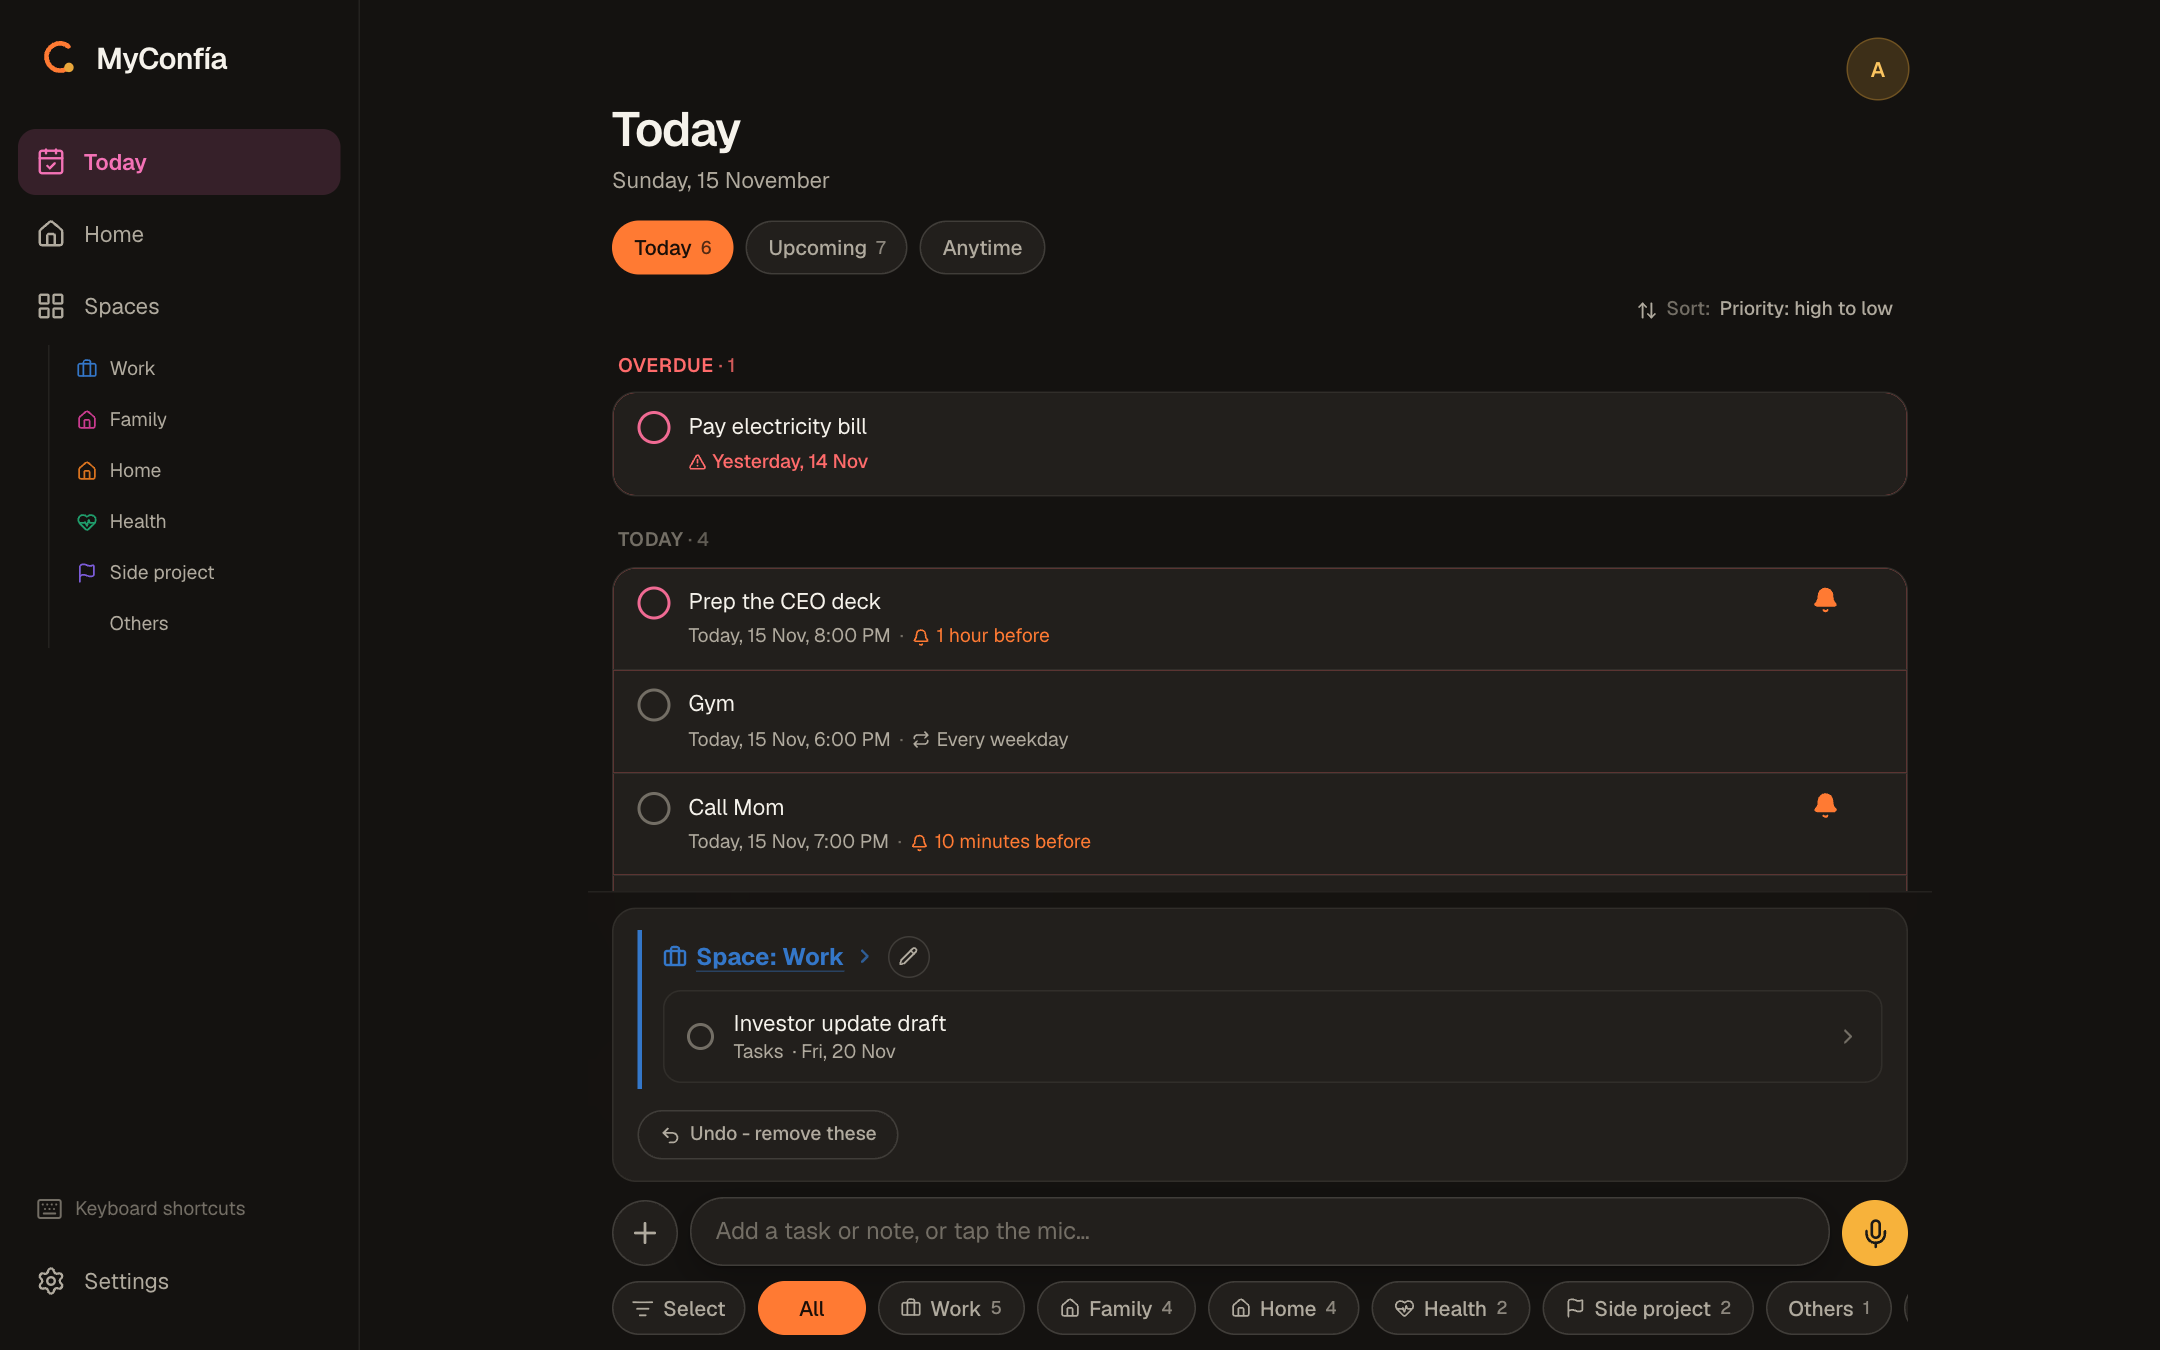 MyConfía
Today
Home
Spaces
Work
Family
Home
Health
Side project
Others
Keyboard shortcuts
Settings
A
Today
Sunday, 15 November
Today 6
Upcoming 7
Anytime
Sort: Priority: high to low
OVERDUE · 1
Pay electricity bill
Yesterday, 14 Nov
TODAY · 4
Prep the CEO deck
Today, 15 Nov, 8:00 PM · 1 hour before
Gym
Today, 15 Nov, 6:00 PM · Every weekday
Call Mom
Today, 15 Nov, 7:00 PM · 10 minutes before
Space: Work
Investor update draft
Tasks · Fri, 20 Nov
Undo - remove these
Add a task or note, or tap the mic...
Select
All
Work 5
Family 4
Home 4
Health 2
Side project 2
Others 1